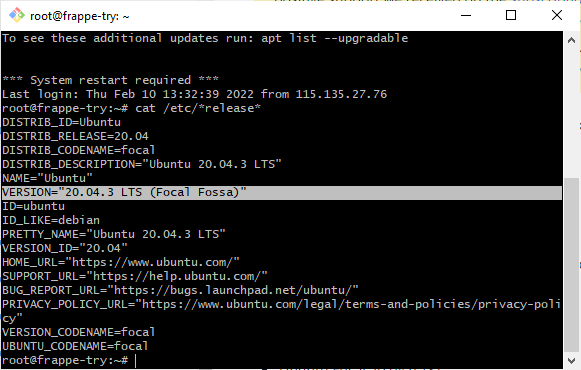 root@frappe-try: ~
To see these additional updates run: apt list --upgradable
*** System restart required ***
Last login: Thu Feb 10 13:32:39 2022 from 115.135.27.76
root@frappe-try:~# cat /etc/*release*
DISTRIB_ID=Ubuntu
DISTRIB_RELEASE=20.04
DISTRIB_CODENAME=focal
DISTRIB_DESCRIPTION="Ubuntu 20.04.3 LTS"
NAME="Ubuntu"
VERSION="20.04.3 LTS (Focal Fossa)"
ID=ubuntu
ID_LIKE=debian
PRETTY_NAME="Ubuntu 20.04.3 LTS"
VERSION_ID="20.04"
HOME_URL="https://www.ubuntu.com/"
SUPPORT_URL="https://help.ubuntu.com/"
BUG_REPORT_URL="https://bugs.launchpad.net/ubuntu/"
PRIVACY_POLICY_URL="https://www.ubuntu.com/legal/terms-and-policies/privacy-poli
cy"
VERSION_CODENAME=focal
UBUNTU_CODENAME=focal
root@frappe-try:~#